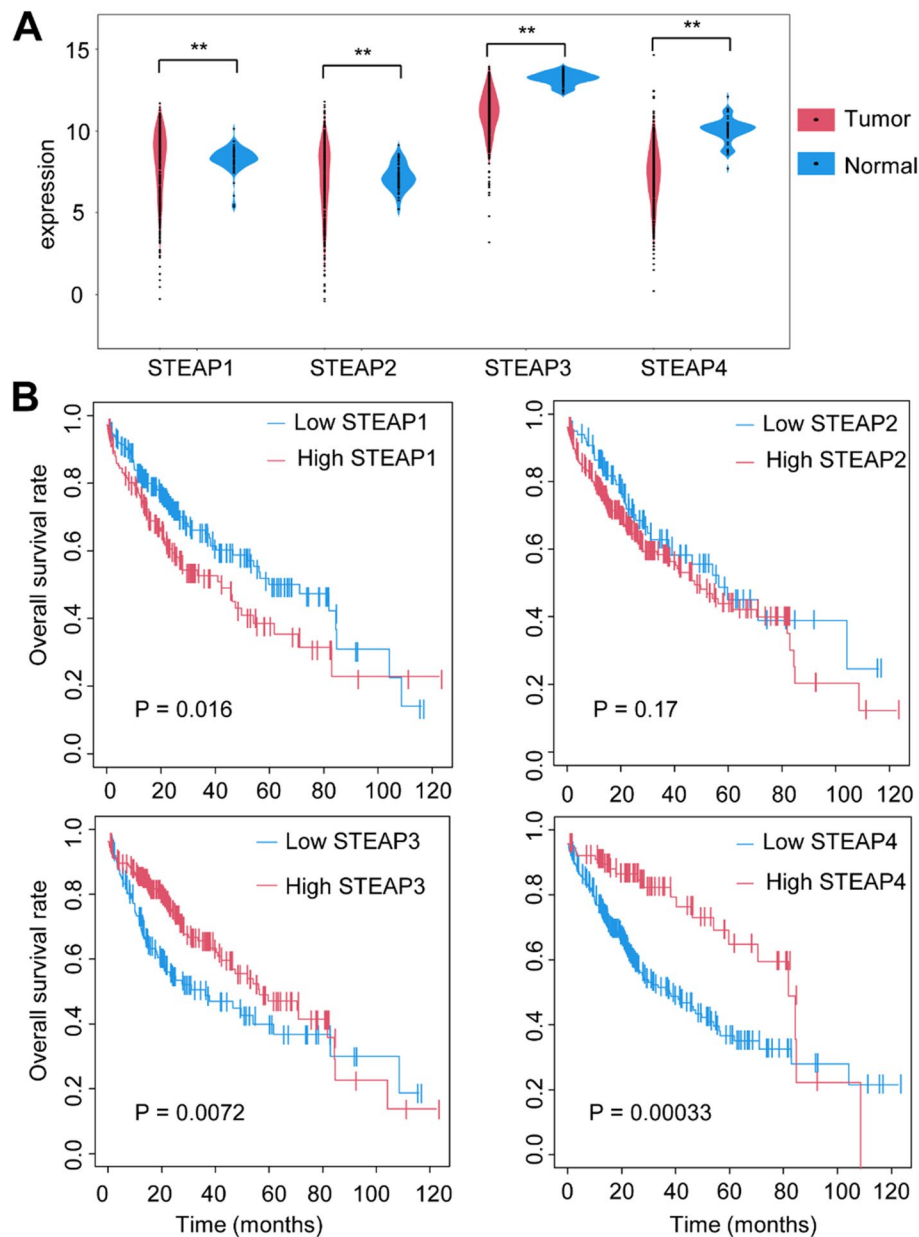 A
** ** ** **
15
10
5
0
expression
Tumor
Normal
STEAP1 STEAP2 STEAP3 STEAP4
B
Low STEAP1
High STEAP1
P = 0.016
Overall survival rate
1.0
0.8
0.6
0.4
0.2
0.0
0 20 40 60 80 100 120
Low STEAP2
High STEAP2
P = 0.17
1.0
0.8
0.6
0.4
0.2
0.0
0 20 40 60 80 100 120
Low STEAP3
High STEAP3
P = 0.0072
Overall survival rate
1.0
0.8
0.6
0.4
0.2
0.0
0 20 40 60 80 100 120
Time (months)
Low STEAP4
High STEAP4
P = 0.00033
1.0
0.8
0.6
0.4
0.2
0.0
0 20 40 60 80 100 120
Time (months)